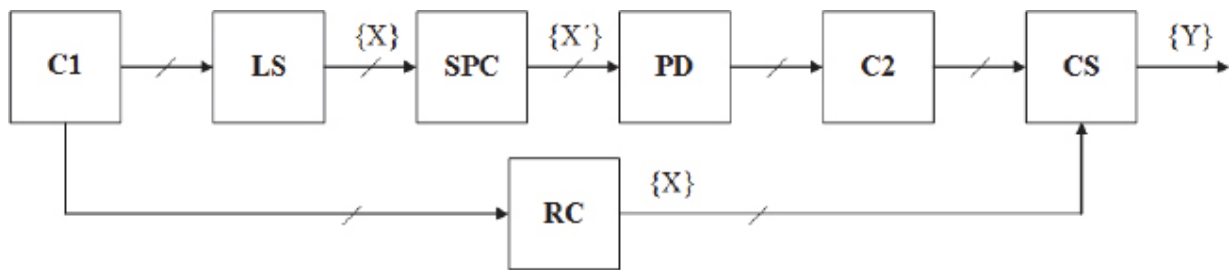 {X}
{X´}
{Y}
C1
LS
SPC
PD
C2
CS
{X}
RC